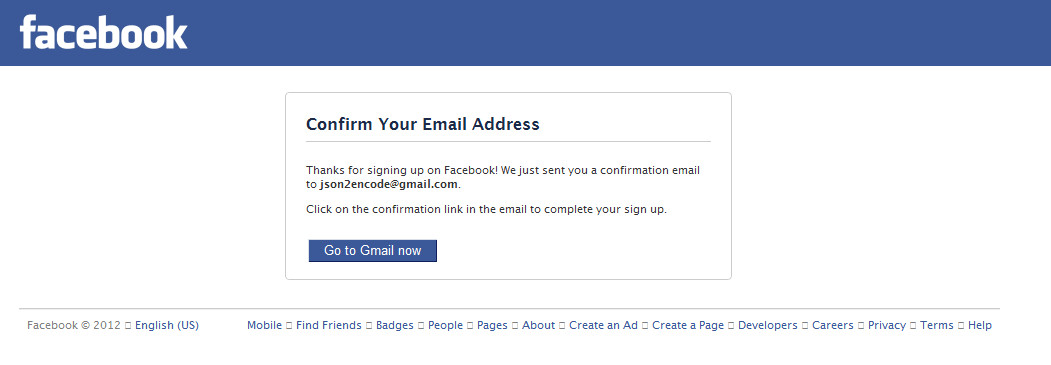 facebook
Confirm Your Email Address
Thanks for signing up on Facebook! We just sent you a confirmation email
to json2encode@gmail.com.
Click on the confirmation link in the email to complete your sign up.
Go to Gmail now
Facebook © 2012 □ English (US) Mobile □ Find Friends □ Badges □ People □ Pages □ About □ Create an Ad □ Create a Page □ Developers □ Careers □ Privacy □ Terms □ Help